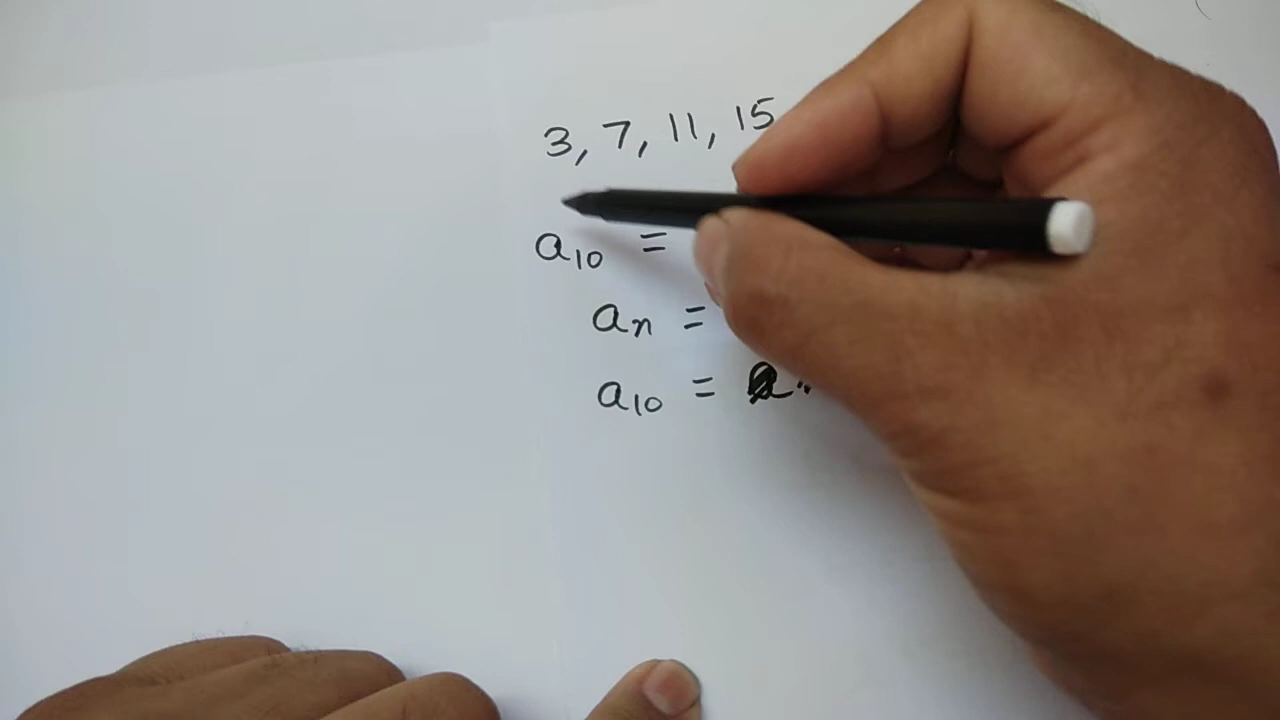 3, 7, 11, 15
a₁₀ =
aₙ =
a₁₀ =